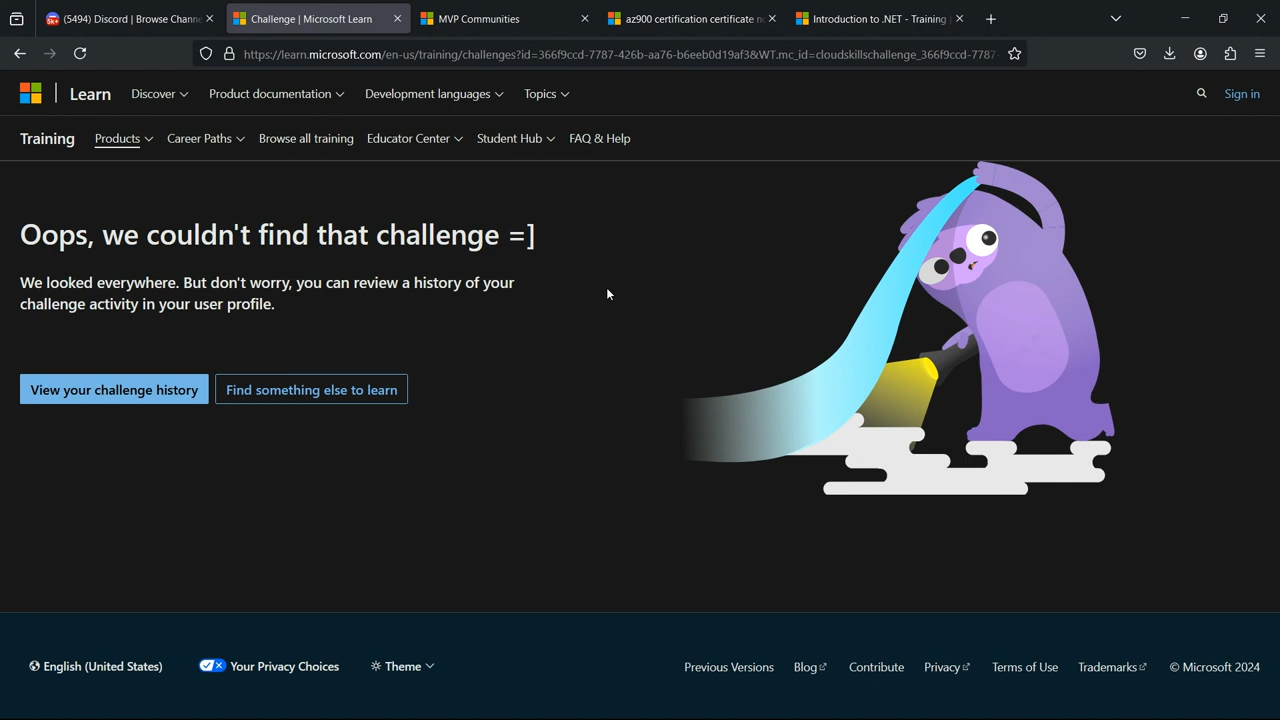 (5494) Discord | Browse Channe
Challenge | Microsoft Learn
MVP Communities
az900 certification certificate n
Introduction to .NET - Training |
https://learn.microsoft.com/en-us/training/challenges?id=366f9ccd-7787-426b-aa76-b6eeb0d19af3&WT.mc_id=cloudskillschallenge_366f9ccd-7787-
Learn
Discover
Product documentation
Development languages
Topics
Sign in
Training
Products
Career Paths
Browse all training
Educator Center
Student Hub
FAQ & Help
Oops, we couldn't find that challenge =]
We looked everywhere. But don't worry, you can review a history of your
challenge activity in your user profile.
View your challenge history
Find something else to learn
English (United States)
Your Privacy Choices
Theme
Previous Versions
Blog
Contribute
Privacy
Terms of Use
Trademarks
© Microsoft 2024